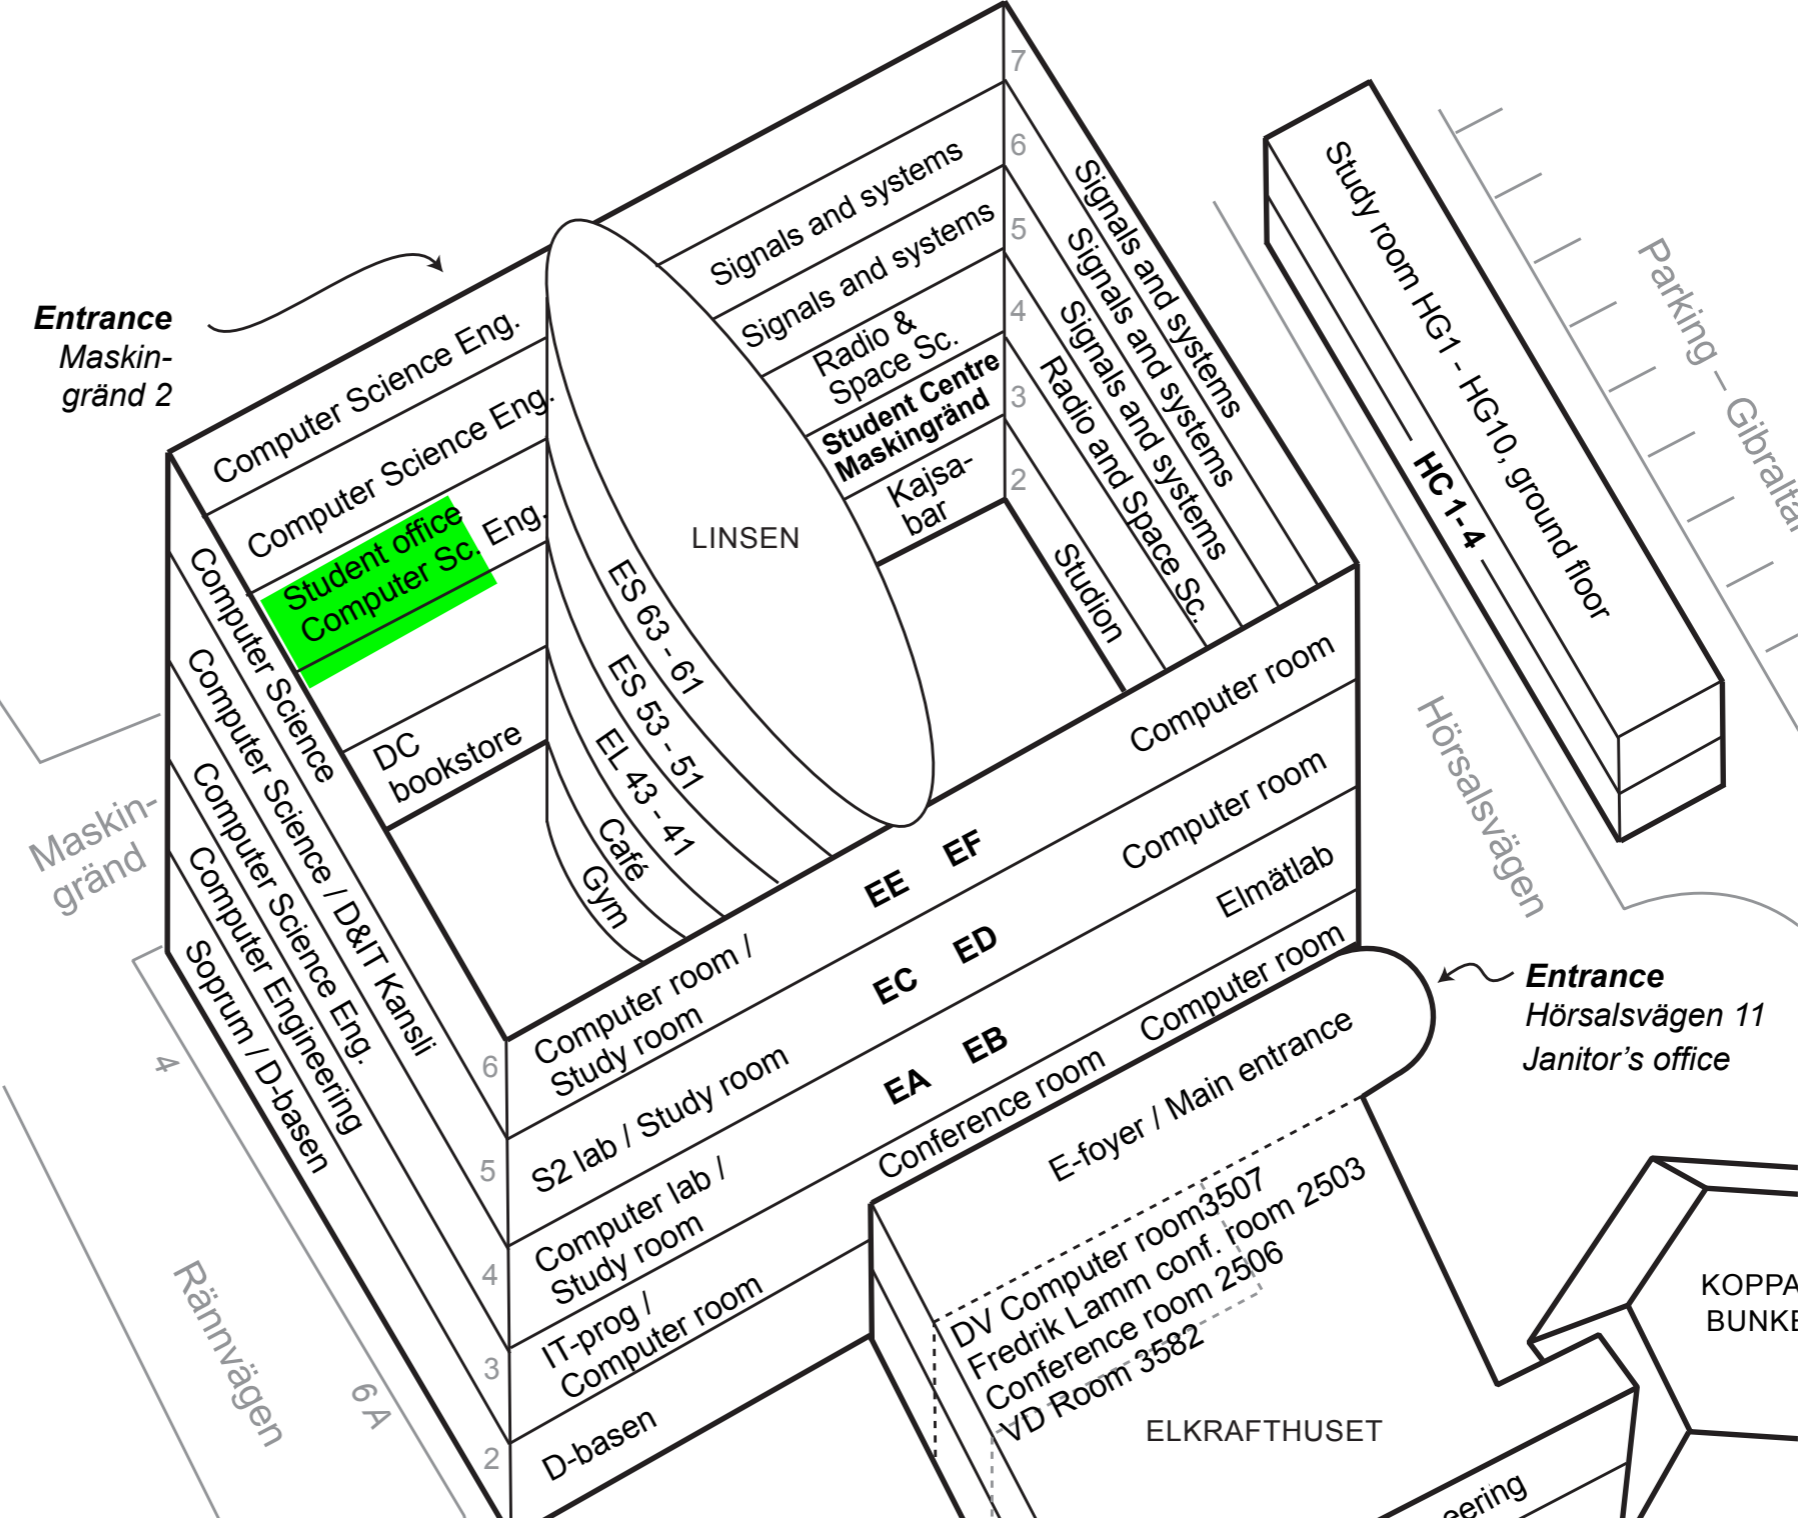 7
6
5
4
3
2
Signals and systems
Signals and systems
Radio &
Space Sc.
Student Centre
Maskingränd
Kajsa-
bar
Signals and systems
Signals and systems
Signals and systems
Radio and Space Sc.
Studion
Study room HG1 - HG10, ground floor
HC 1 - 4
Parking – Gibraltar
Hörsalsvägen
Entrance
Maskin-
gränd 2
Computer Science Eng.
Computer Science Eng.
Student office
Computer Sc. Eng.
DC
bookstore
LINSEN
ES 63 - 61
ES 53 - 51
EL 43 - 41
Café
Gym
Maskin-
gränd
Computer Science
Computer Science / D&IT Kansli
Computer Science Eng.
Computer Engineering
Soprum / D-basen
4
6 A
Rännvägen
6
5
4
3
2
Computer room /
Study room
EE EF
Computer room
S2 lab / Study room
EC ED
Computer room
Computer lab /
Study room
EA EB
Elmätlab
IT-prog /
Computer room
Conference room
Computer room
D-basen
E-foyer / Main entrance
Entrance
Hörsalsvägen 11
Janitor’s office
DV Computer room3507
Fredrik Lamm conf. room 2503
Conference room 2506
VD Room 3582
ELKRAFTHUSET
KOPPA
BUNKE
eering